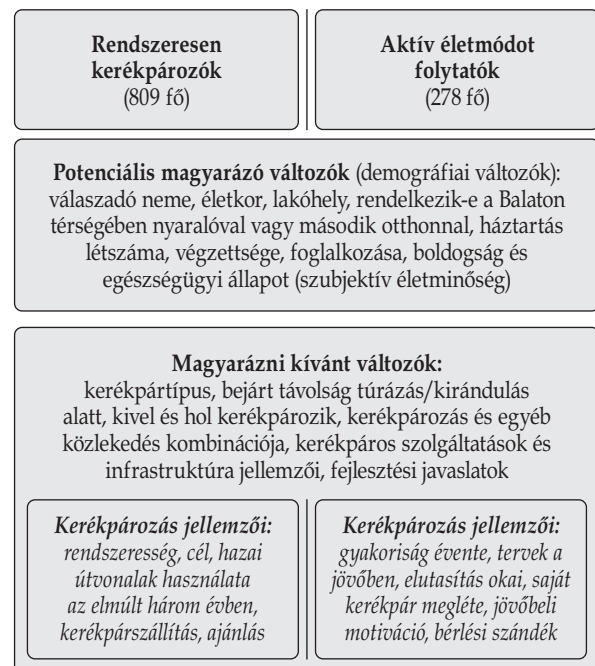 Rendszeresen
kerékpározók
(809 fő)
Aktív életmódot
folytatók
(278 fő)
Potenciális magyarázó változók (demográfiai változók):
válaszadó neme, életkor, lakóhely, rendelkezik-e a Balaton
térségében nyaralóval vagy második otthonnal, háztartás
létszáma, végzettsége, foglalkozása, boldogság és
egészségügyi állapot (szubjektív életminőség)
Magyarázni kívánt változók:
kerékpártípus, bejárt távolság túrázás/kirándulás
alatt, kivel és hol kerékpározik, kerékpározás és egyéb
közlekedés kombinációja, kerékpáros szolgáltatások és
infrastruktúra jellemzői, fejlesztési javaslatok
Kerékpározás jellemzői:
rendszeresség, cél, hazai
útvonalak használata
az elmúlt három évben,
kerékpárszállítás, ajánlás
Kerékpározás jellemzői:
gyakoriság évente, tervek a
jövőben, elutasítás okai, saját
kerékpár megléte, jövőbeli
motiváció, bérlési szándék